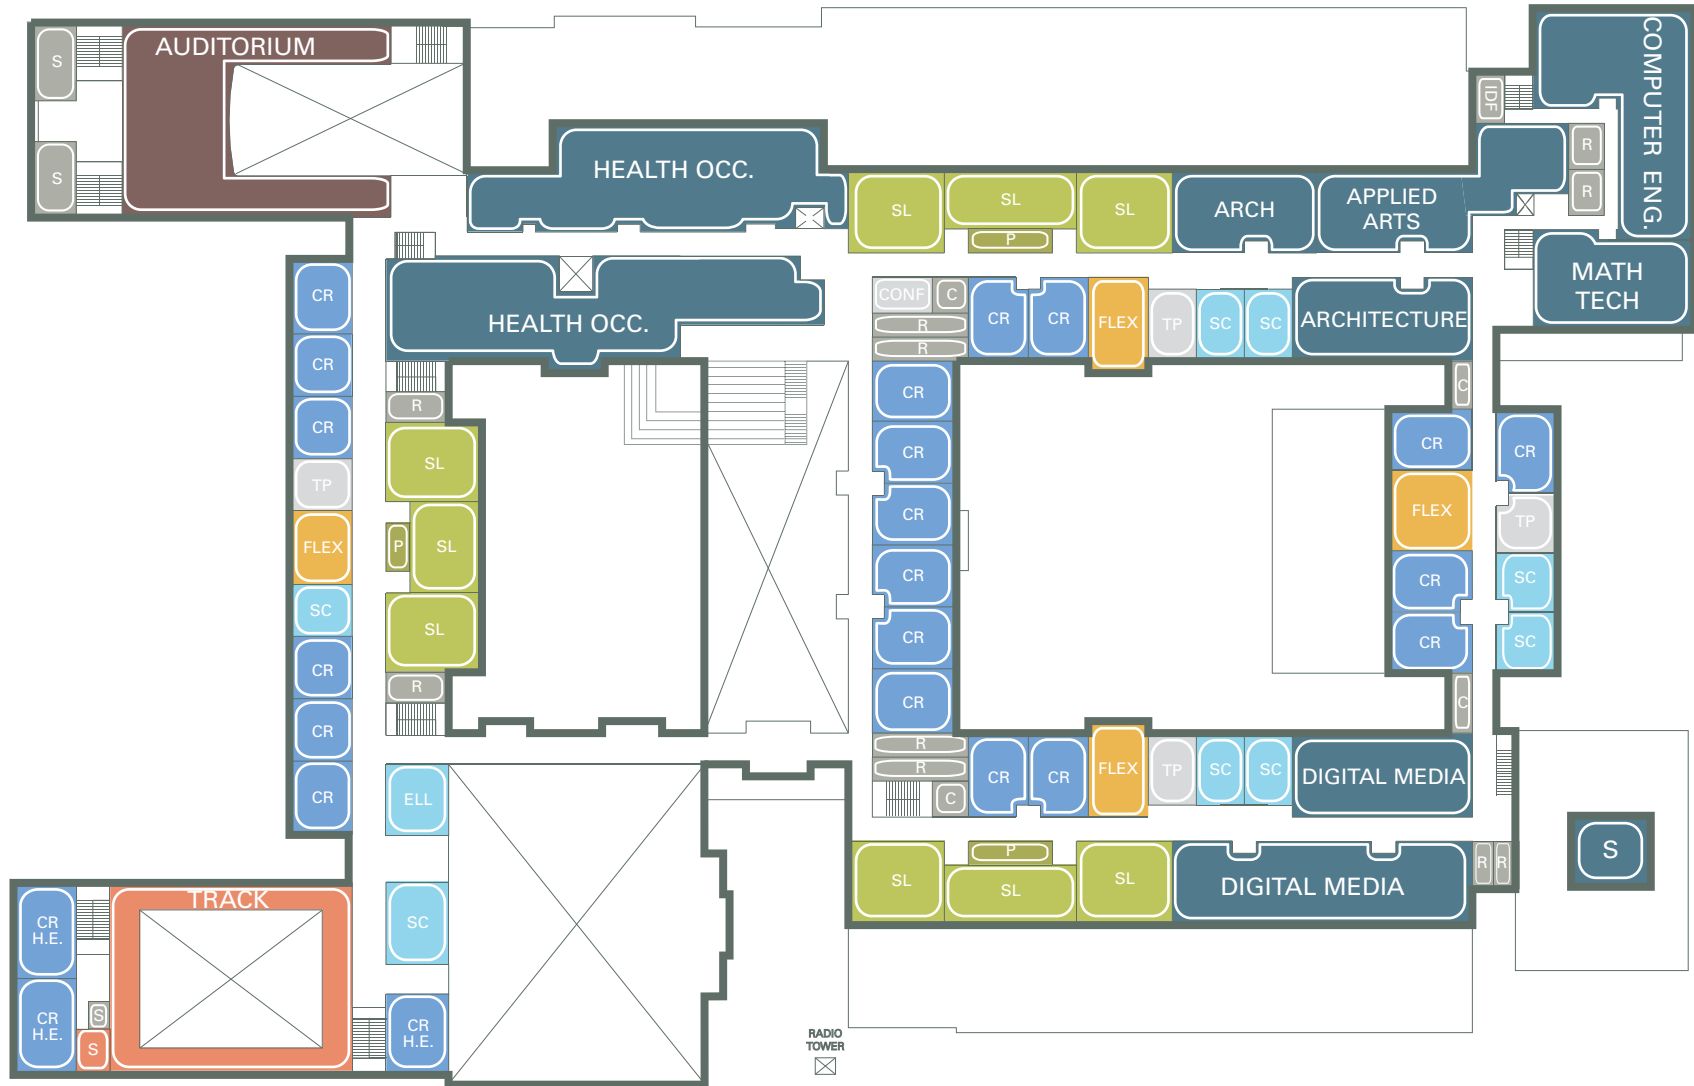 AUDITORIUM
S
S
COMPUTER ENG.
IDF
R
R
HEALTH OCC.
SL
SL
SL
P
ARCH
APPLIED
ARTS
MATH
TECH
HEALTH OCC.
CONF
C
R
R
CR
CR
FLEX
TP
SC
SC
ARCHITECTURE
CR
CR
CR
TP
FLEX
SC
CR
CR
CR
R
SL
P
SL
SL
R
CR
CR
CR
CR
CR
CR
C
CR
FLEX
CR
CR
C
CR
TP
SC
SC
R
R
C
CR
CR
FLEX
TP
SC
SC
DIGITAL MEDIA
ELL
SC
CR
H.E.
SL
P
SL
SL
DIGITAL MEDIA
R
R
S
TRACK
CR
H.E.
CR
H.E.
S
S
RADIO
TOWER